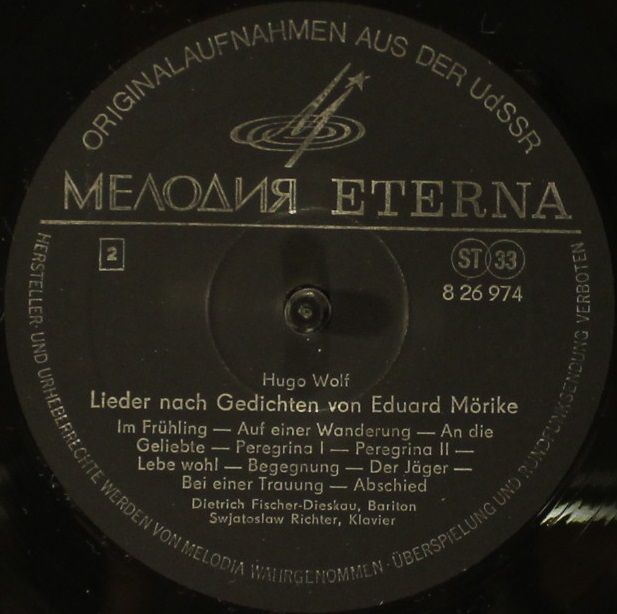 ORIGINALAUFNAHMEN AUS DER UdSSR
МЕЛОДИЯ ETERNA
2
ST 33
8 26 974
Hugo Wolf
Lieder nach Gedichten von Eduard Mörike
Im Frühling — Auf einer Wanderung — An die
Geliebte — Peregrina I — Peregrina II —
Lebe wohl — Begegnung — Der Jäger —
Bei einer Trauung — Abschied
Dietrich Fischer-Dieskau, Bariton
Swjatoslaw Richter, Klavier
HERSTELLER- UND URHEBERRECHTE WERDEN VON MELODIA WAHRGENOMMEN · ÜBERSPIELUNG UND RUNDFUNKSENDUNG VERBOTEN